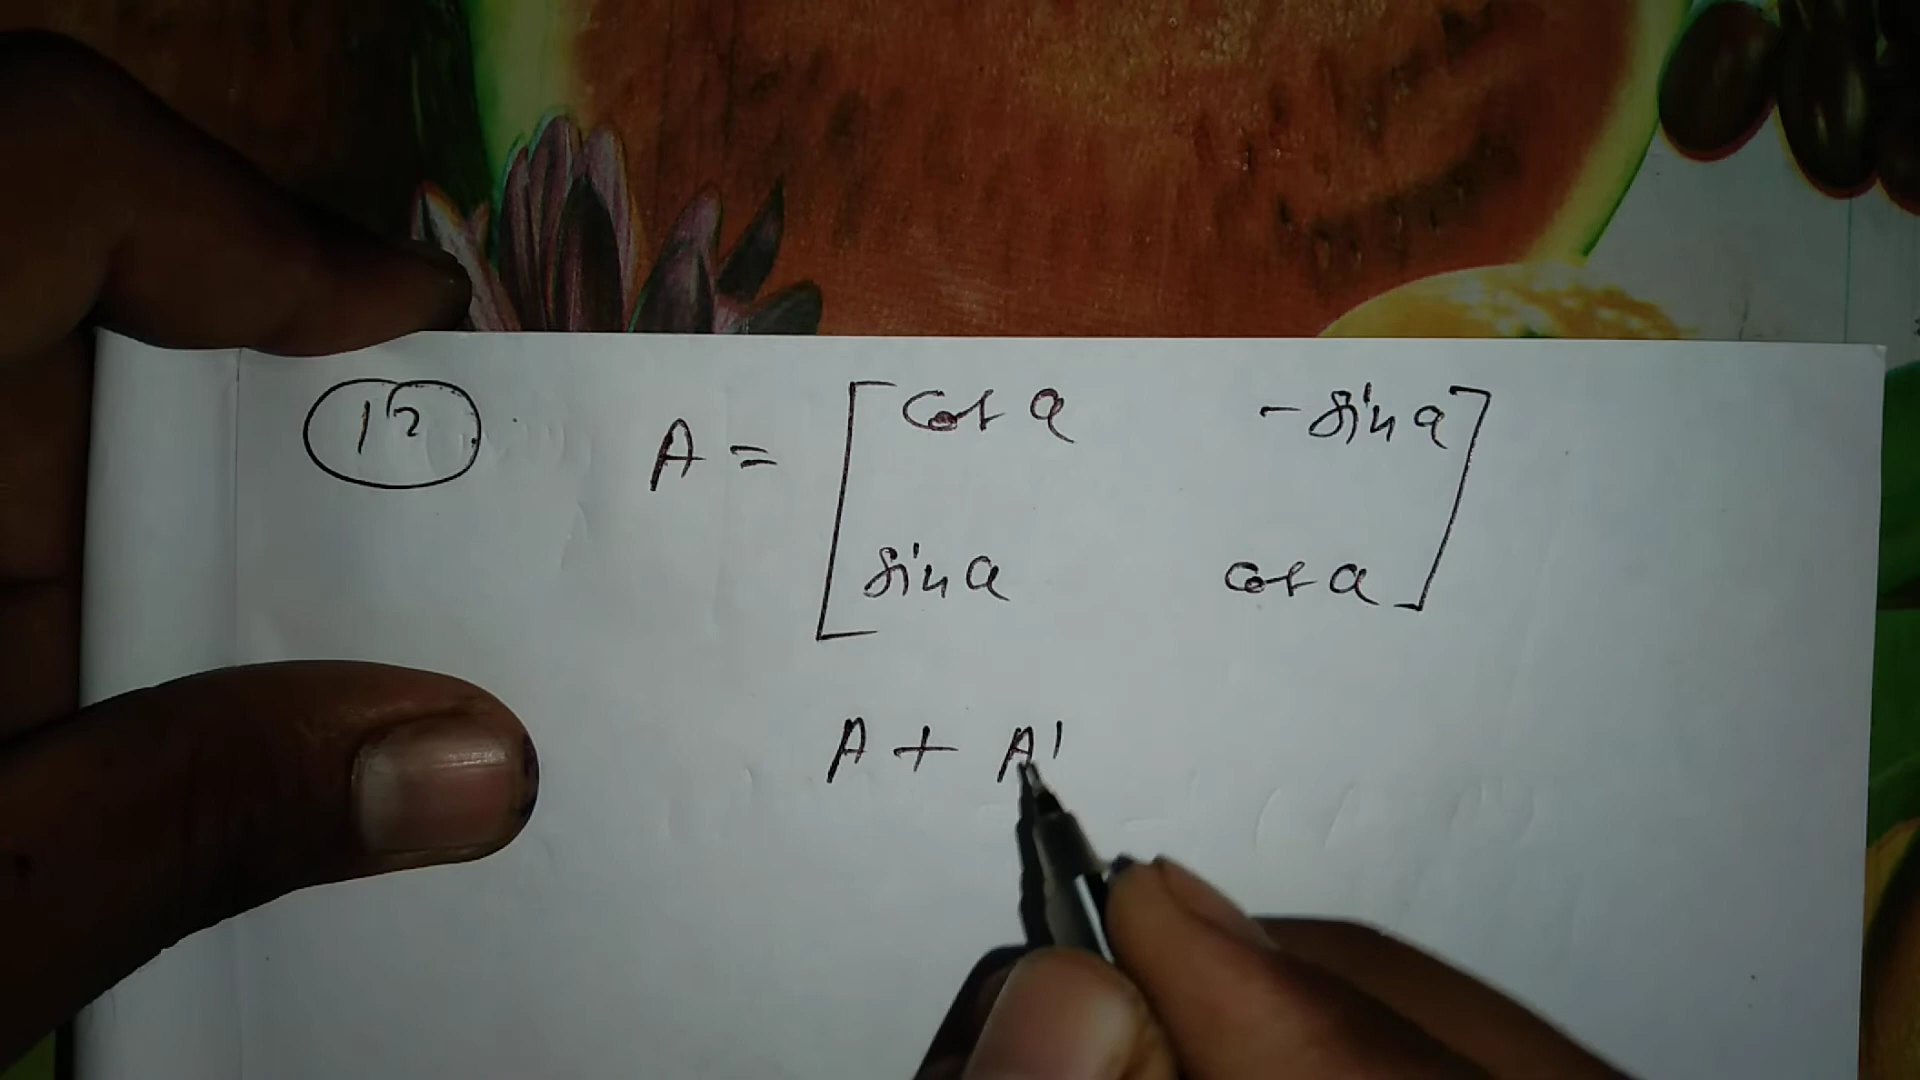 12
A = [ cos α -sin α
sin α cos α ]
A + A'